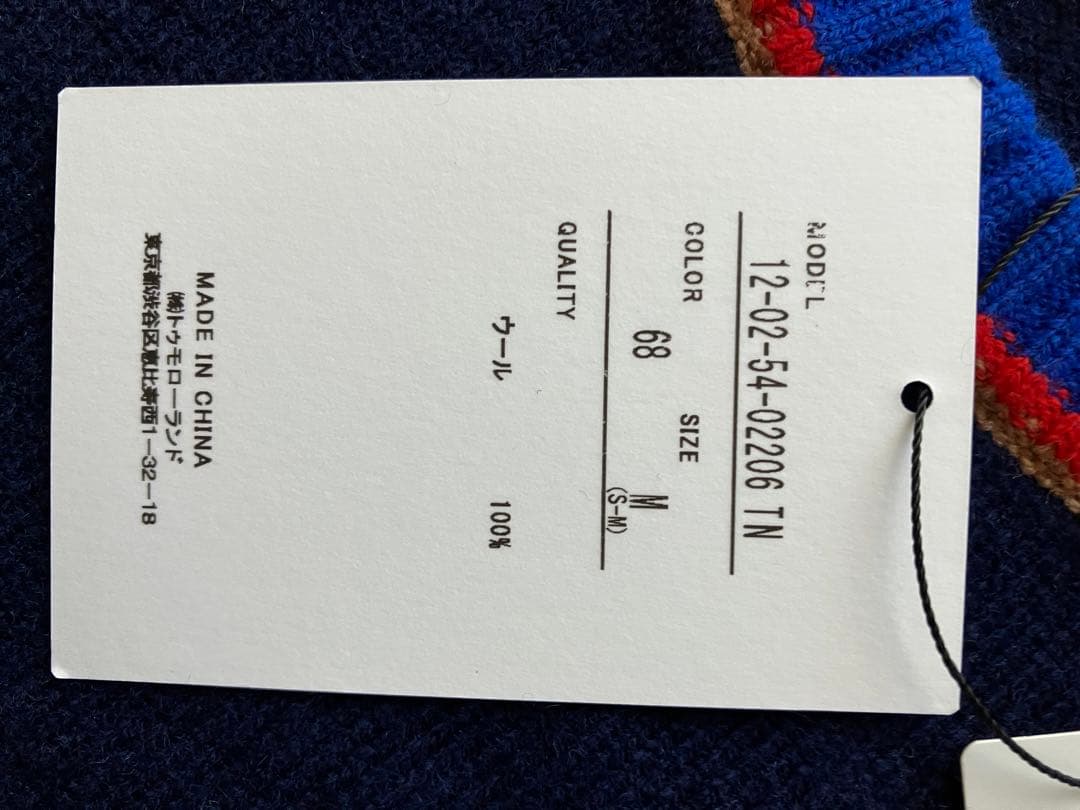 MODEL
12-02-54-02206 TN
COLOR SIZE
68 M
(S-M)
QUALITY
ウール 100%
MADE IN CHINA
㈱トゥモローランド
東京都渋谷区恵比寿西1-32-18